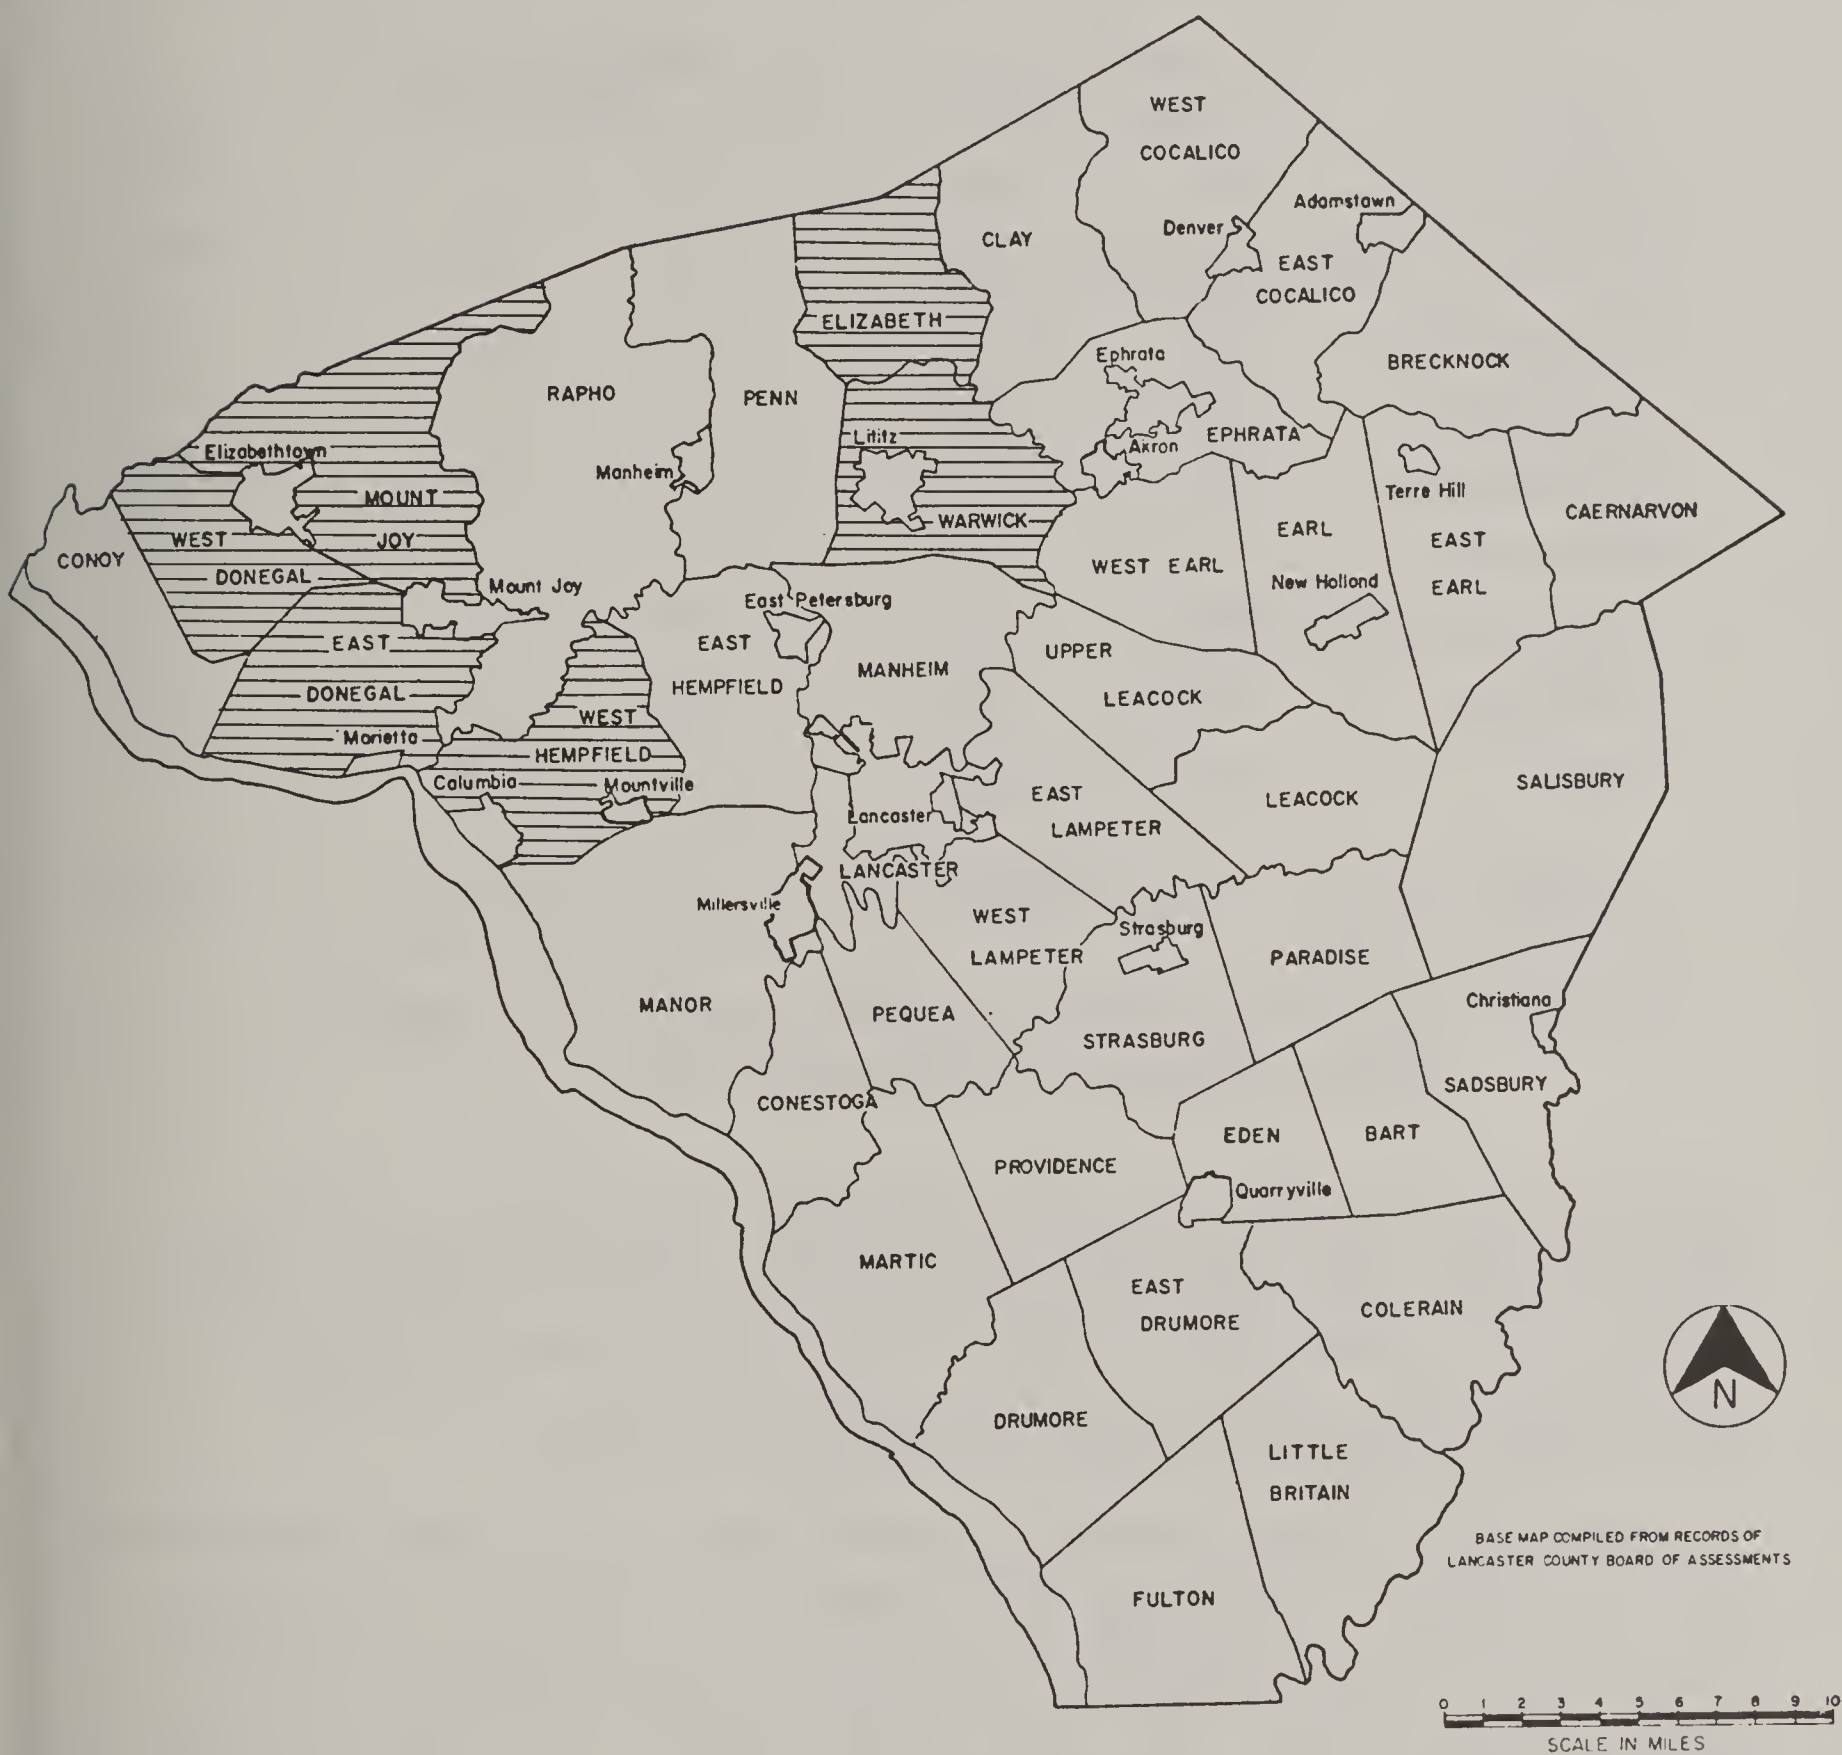 WEST
COCALICO
Adamstown
Denver
CLAY
EAST
COCALICO
ELIZABETH
Ephrata
BRECKNOCK
RAPHO
PENN
Lititz
EPHRATA
Akron
Elizabethtown
Manheim
Terre Hill
MOUNT
JOY
WARWICK
CAERNARVON
EARL
EAST
EARL
WEST
DONEGAL
CONOY
WEST EARL
New Holland
Mount Joy
East Petersburg
EAST
DONEGAL
EAST
HEMPFIELD
MANHEIM
UPPER
LEACOCK
WEST
HEMPFIELD
Marietta
Columbia
Mountville
SALISBURY
EAST
LAMPETER
LEACOCK
Lancaster
LANCASTER
Millersville
WEST
LAMPETER
Strasburg
PARADISE
MANOR
PEQUEA
Christiana
STRASBURG
SADSBURY
CONESTOGA
EDEN
BART
PROVIDENCE
Quarryville
MARTIC
EAST
DRUMORE
COLERAIN
N
DRUMORE
LITTLE
BRITAIN
BASE MAP COMPILED FROM RECORDS OF
LANCASTER COUNTY BOARD OF ASSESSMENTS
FULTON
0 1 2 3 4 5 6 7 8 9 10
SCALE IN MILES